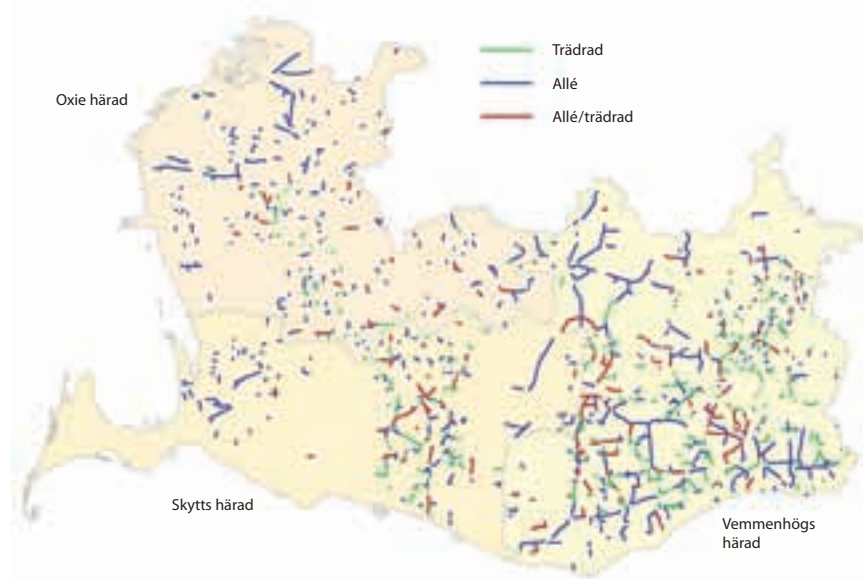 Oxie härad
Trädrad
Allé
Allé/trädrad
Skytts härad
Vemmenhögs
härad